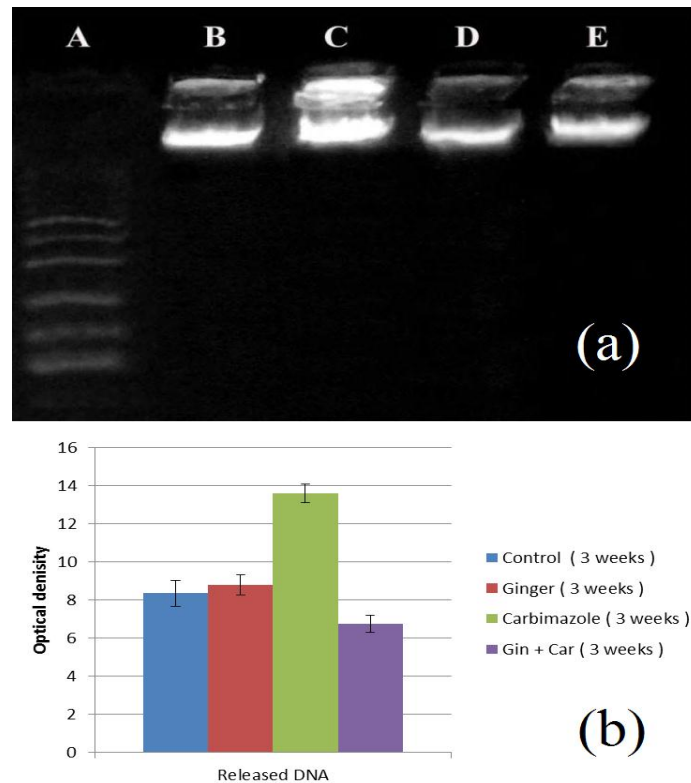 A B C D E
(a)
16
14
12
10
8
6
4
2
0
Optical denisity
Released DNA
Control ( 3 weeks )
Ginger ( 3 weeks )
Carbimazole ( 3 weeks )
Gin + Car ( 3 weeks )
(b)